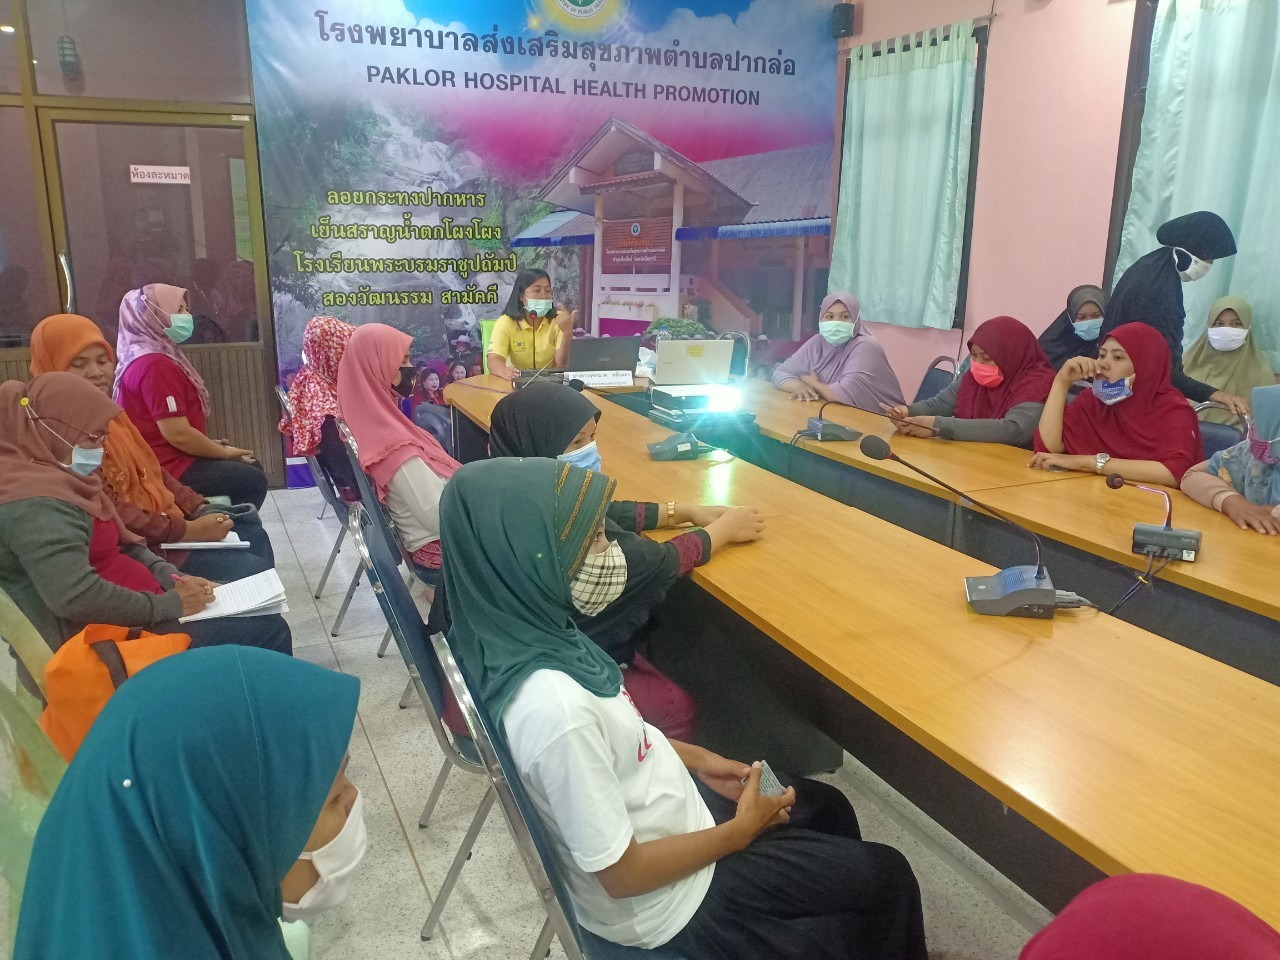 MINISTRY OF PUBLIC HEALTH
โรงพยาบาลส่งเสริมสุขภาพตำบลปากล่อ
PAKLOR HOSPITAL HEALTH PROMOTION
ห้องละหมาด
ลอยกระทงปากหาร
เย็นสราญน้ำตกโผงโผง
โรงเรียนพระบรมราชูปถัมป์
สองวัฒนธรรม สามัคคี